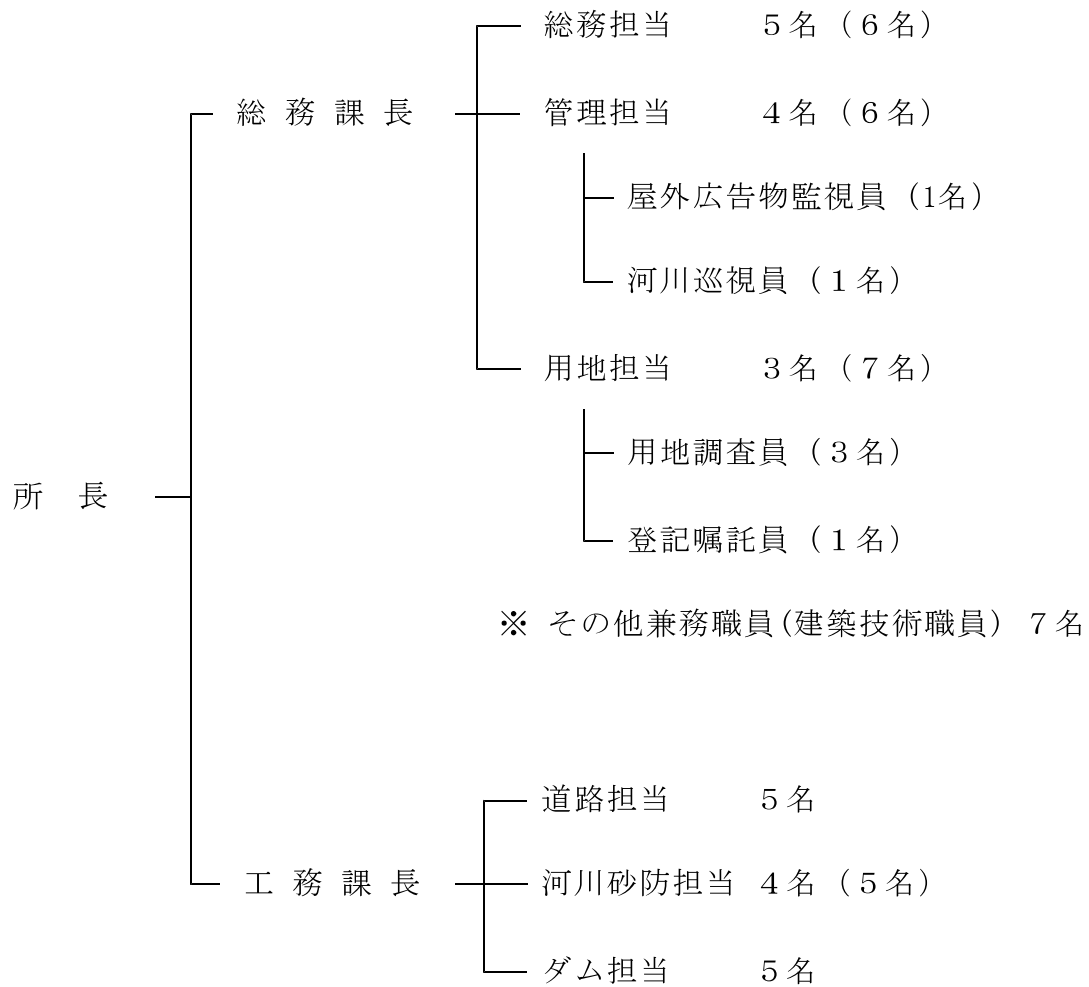 総務担当　５名（６名）
総務課長　管理担当　４名（６名）
屋外広告物監視員（1名）
河川巡視員（１名）
用地担当　３名（７名）
用地調査員（３名）
所　長
登記嘱託員（１名）
※ その他兼務職員(建築技術職員）７名
道路担当　５名
工務課長　河川砂防担当　４名（５名）
ダム担当　５名